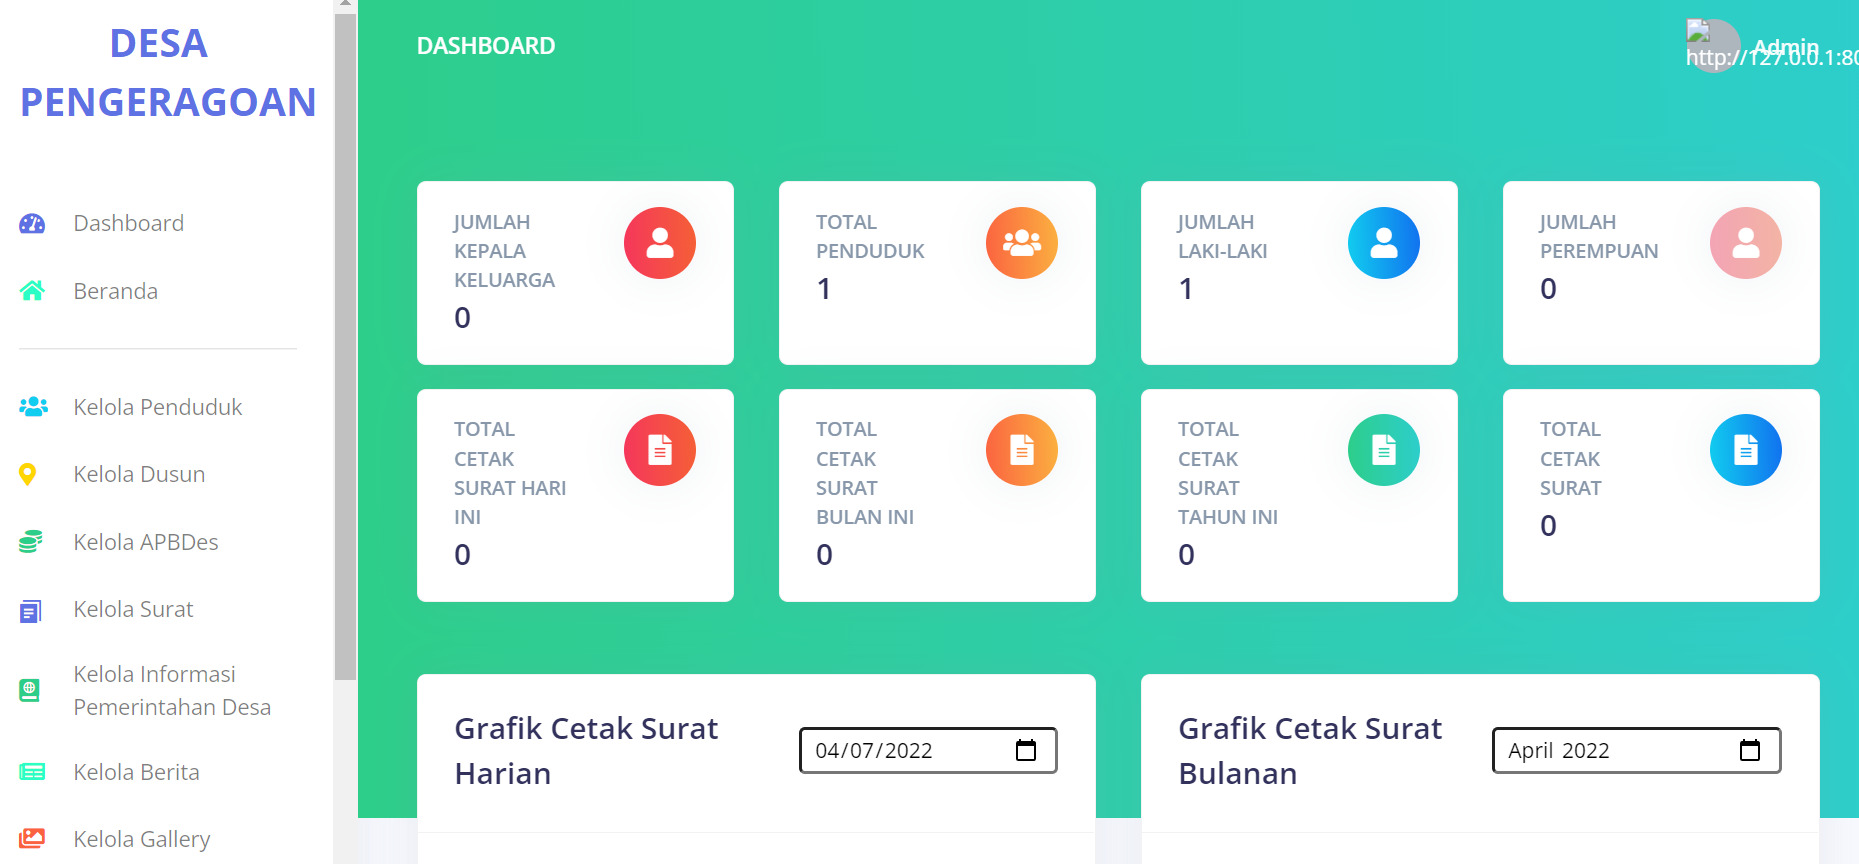 DESA
PENGERAGOAN
Dashboard
Beranda
Kelola Penduduk
Kelola Dusun
Kelola APBDes
Kelola Surat
Kelola Informasi
Pemerintahan Desa
Kelola Berita
Kelola Gallery
DASHBOARD
Admin
http://127.0.0.1:80
JUMLAH
KEPALA
KELUARGA
0
TOTAL
PENDUDUK
1
JUMLAH
LAKI-LAKI
1
JUMLAH
PEREMPUAN
0
TOTAL
CETAK
SURAT HARI
INI
0
TOTAL
CETAK
SURAT
BULAN INI
0
TOTAL
CETAK
SURAT
TAHUN INI
0
TOTAL
CETAK
SURAT
0
Grafik Cetak Surat
Harian
04/07/2022
Grafik Cetak Surat
Bulanan
April 2022